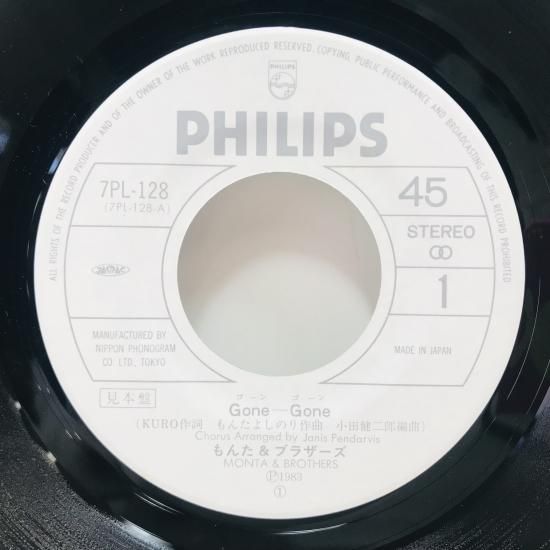 ALL RIGHTS OF THE RECORD PRODUCER AND OF THE OWNER OF THE WORK REPRODUCED RESERVED. COPYING, PUBLIC PERFORMANCE AND BROADCASTING OF THIS RECORD PROHIBITED
PHILIPS
PHILIPS
7PL-128
(7PL-128-A)
45
STEREO
1
JASRAC
MANUFACTURED BY
NIPPON PHONOGRAM
CO. LTD., TOKYO
MADE IN JAPAN
見本盤
ゴーン ゴーン
Gone—Gone
(KURO作詞 もんたよしのり作曲 小田健二郎編曲)
Chorus Arranged by Janis Pendarvis
もんた & ブラザーズ
MONTA & BROTHERS
Ⓟ1983
①